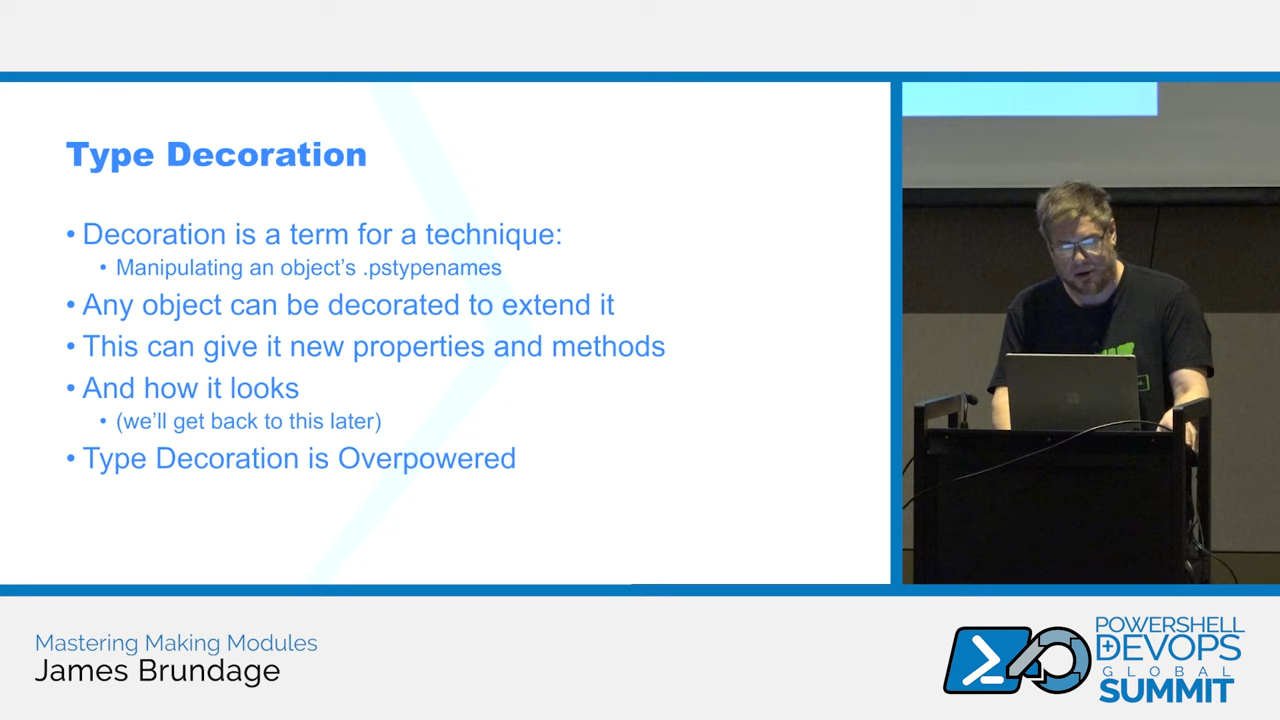 Type Decoration
• Decoration is a term for a technique:
• Manipulating an object's .pstypenames
• Any object can be decorated to extend it
• This can give it new properties and methods
• And how it looks
• (we'll get back to this later)
• Type Decoration is Overpowered
Mastering Making Modules
James Brundage
POWERSHELL
DEVOPS
GLOBAL
SUMMIT